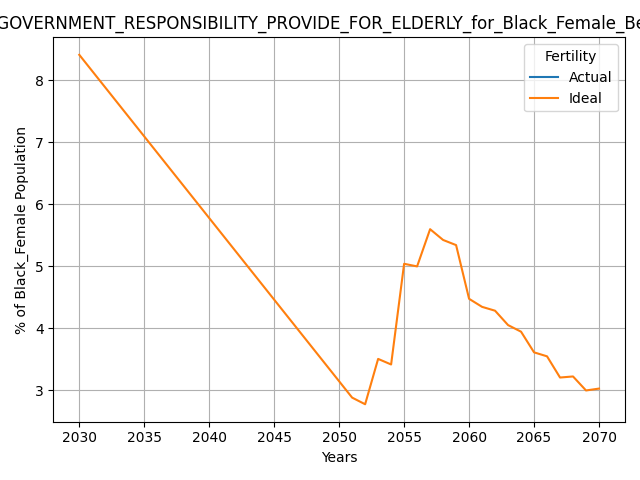 GOVERNMENT_RESPONSIBILITY_PROVIDE_FOR_ELDERLY_for_Black_Female_Be
Fertility
Actual
Ideal
8
7
6
5
4
3
% of Black_Female Population
2030 2035 2040 2045 2050 2055 2060 2065 2070
Years